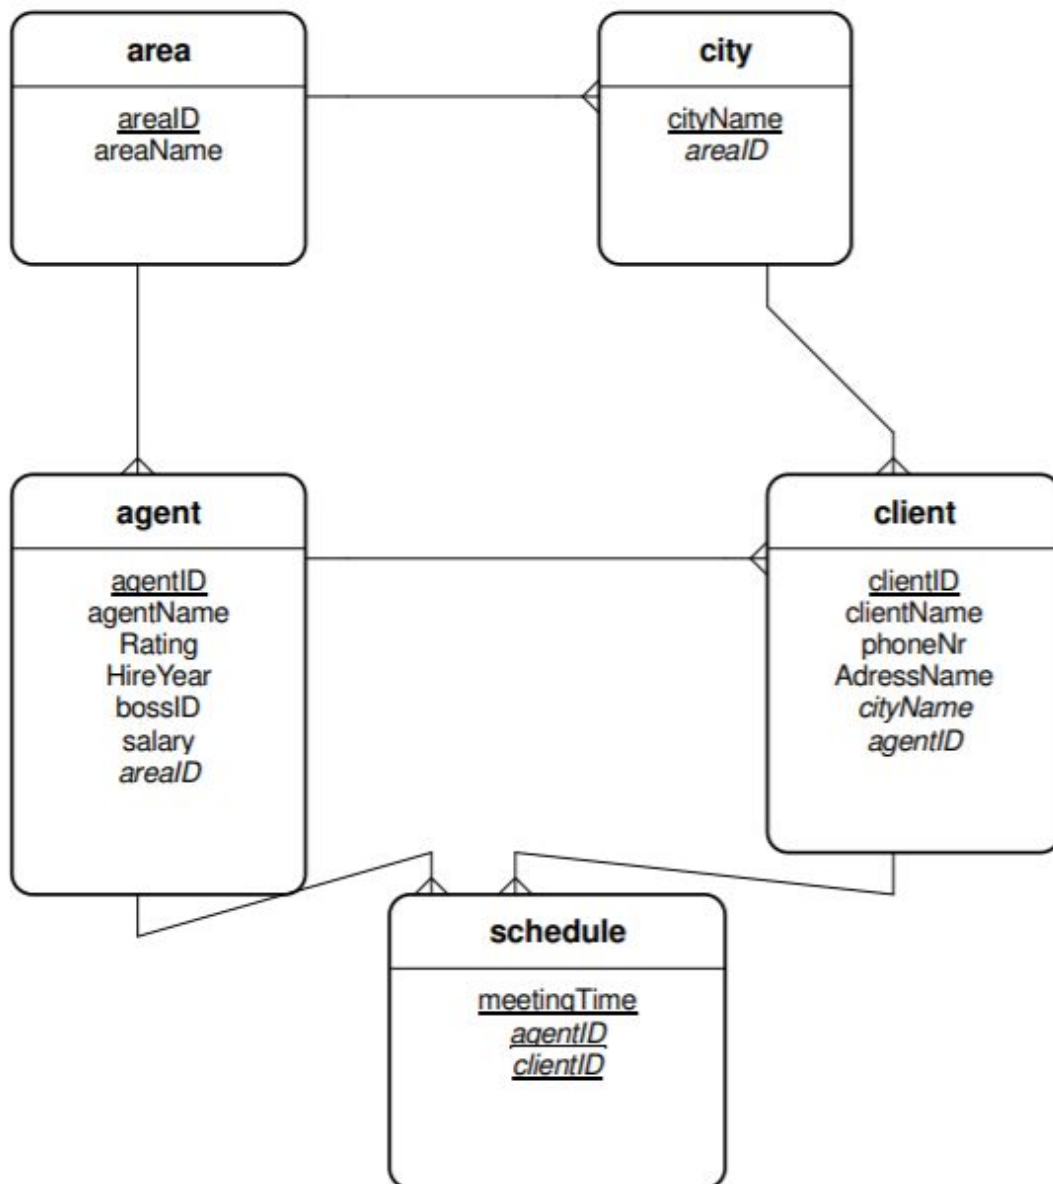 area
areaID
areaName
city
cityName
areaID
agent
agentID
agentName
Rating
HireYear
bossID
salary
areaID
client
clientID
clientName
phoneNr
AdressName
cityName
agentID
schedule
meetingTime
agentID
clientID